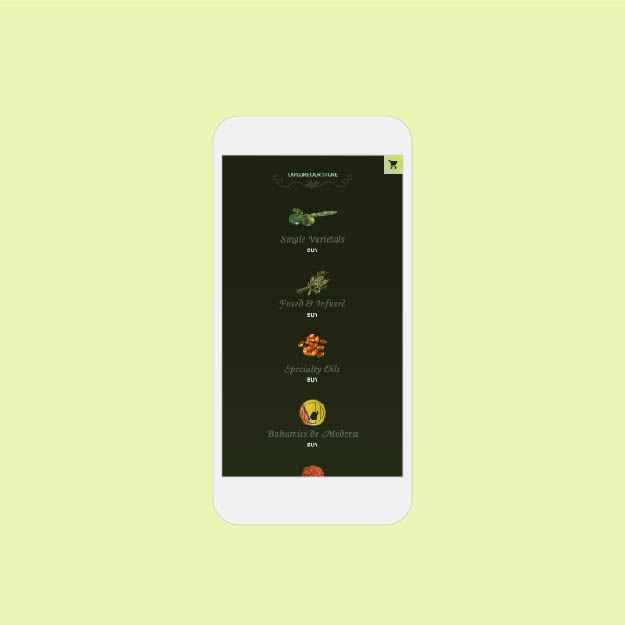 EXPLORE OUR STORE
Single Varietals
BUY
Fused & Infused
BUY
Specialty Oils
BUY
Balsamics de Modena
BUY